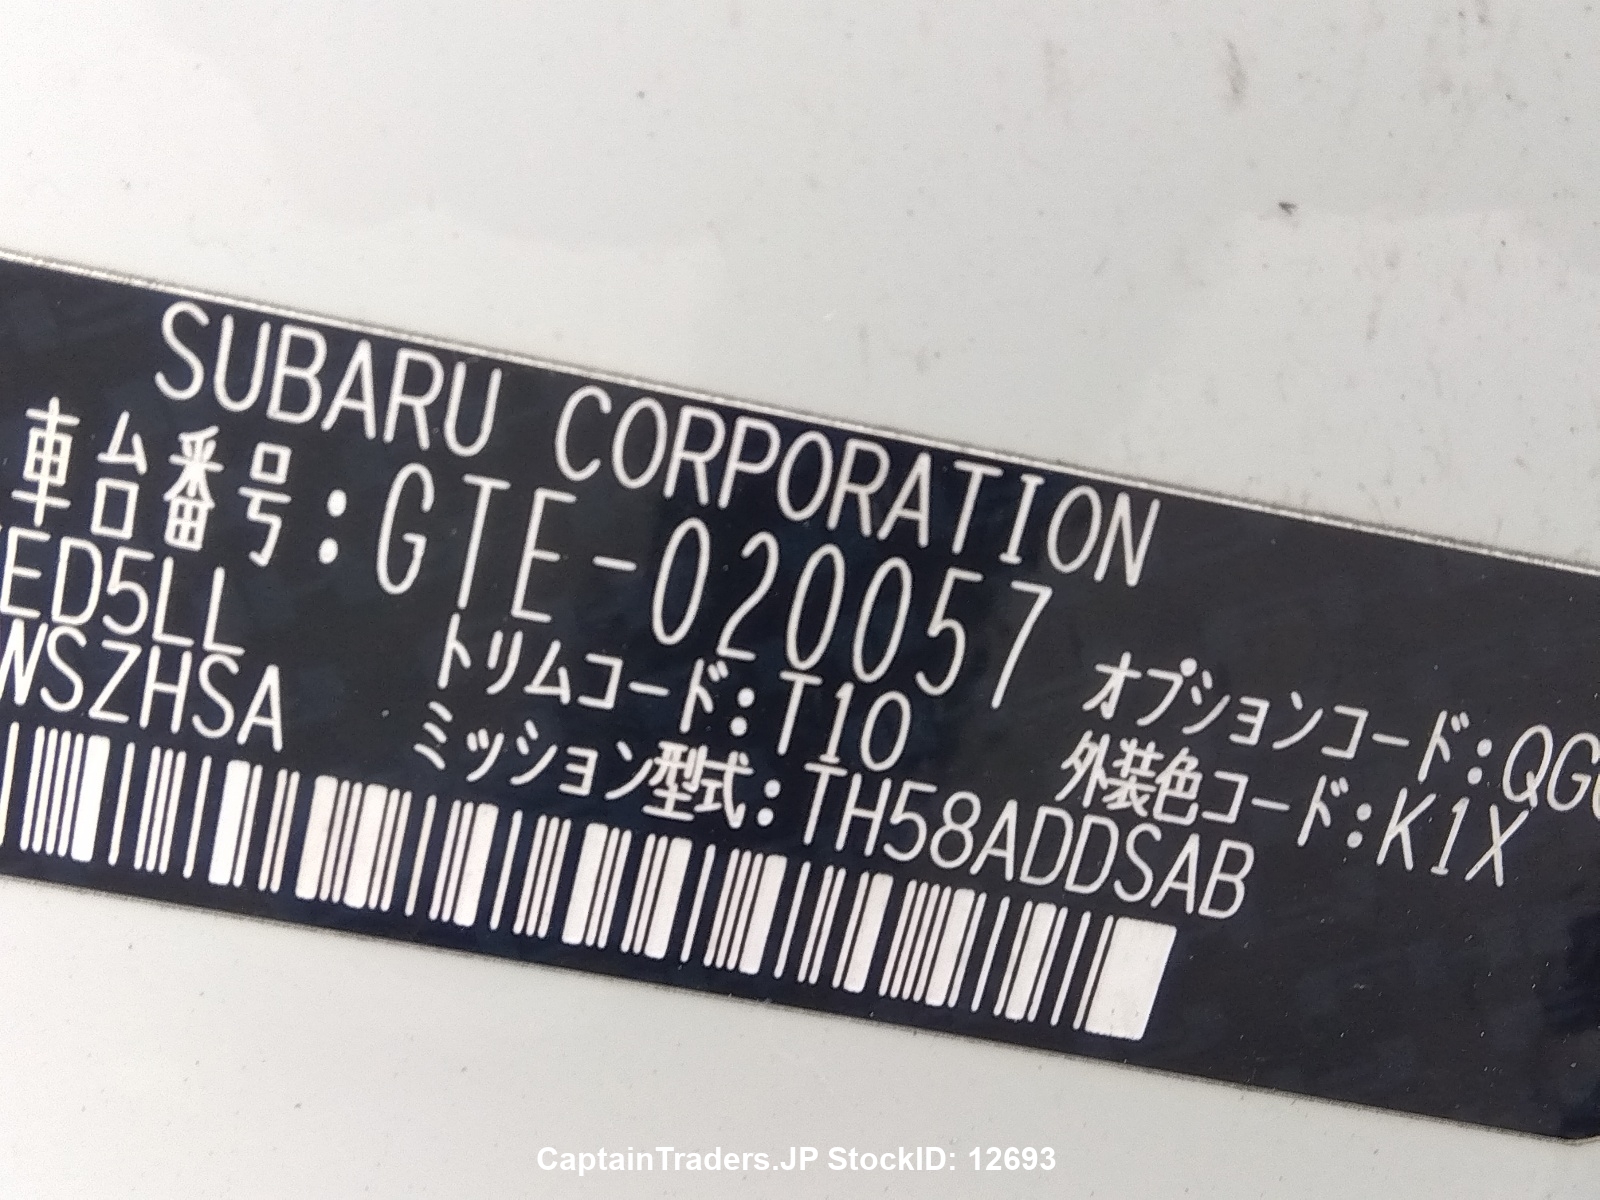 SUBARU CORPORATION
車台番号:GTE-020057
ED5LL トリムコード:T10 オプションコード:QG
WSZHSA ミッション型式:TH58ADDSAB 外装色コード:K1X
CaptainTraders.JP StockID: 12693